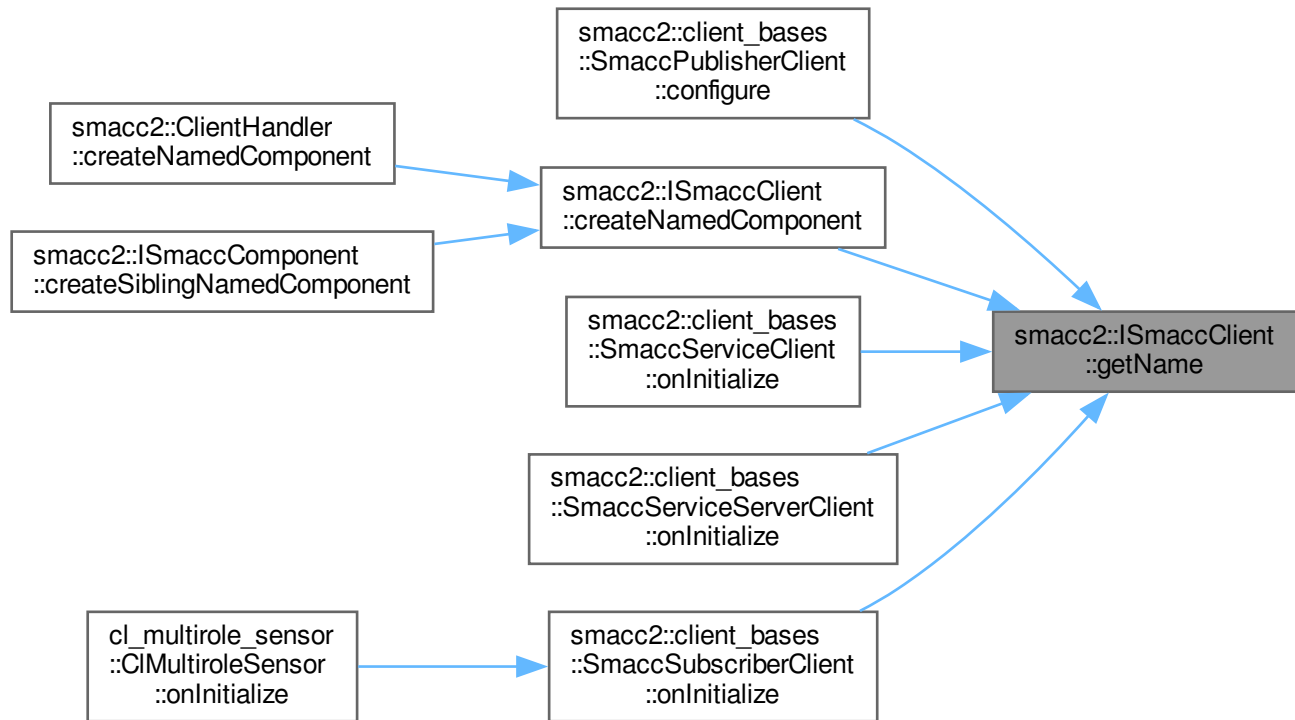 smacc2::client_bases
::SmaccPublisherClient
::configure
smacc2::ClientHandler
::createNamedComponent
smacc2::ISmaccClient
::createNamedComponent
smacc2::ISmaccComponent
::createSiblingNamedComponent
smacc2::client_bases
::SmaccServiceClient
::onInitialize
smacc2::ISmaccClient
::getName
smacc2::client_bases
::SmaccServiceServerClient
::onInitialize
cl_multirole_sensor
::ClMultiroleSensor
::onInitialize
smacc2::client_bases
::SmaccSubscriberClient
::onInitialize